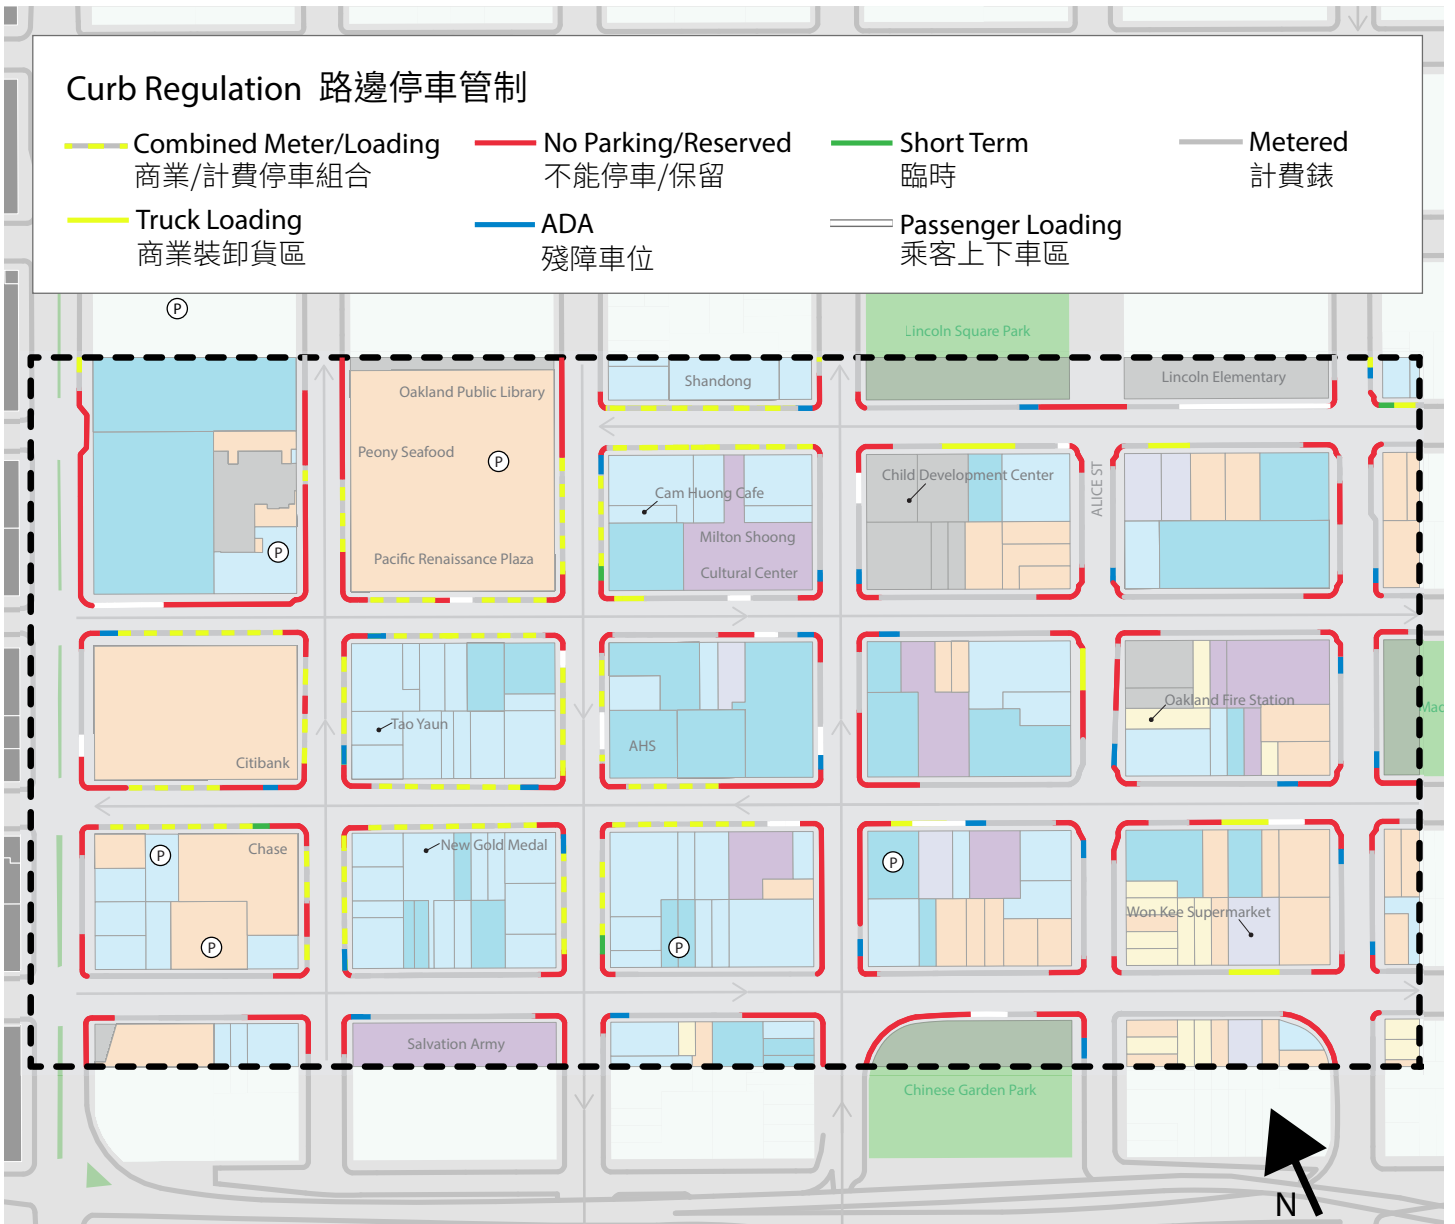 Curb Regulation 路邊停車管制
Combined Meter/Loading
商業/計費停車組合
No Parking/Reserved
不能停車/保留
Short Term
臨時
Metered
計費錶
Truck Loading
商業裝卸貨區
ADA
殘障車位
Passenger Loading
乘客上下車區
P
Lincoln Square Park
Shandong
Lincoln Elementary
Oakland Public Library
Peony Seafood
P
Child Development Center
ALICE ST
Cam Huong Cafe
Milton Shoong
Cultural Center
P
Pacific Renaissance Plaza
Oakland Fire Station
Mad
Tao Yaun
AHS
Citibank
Chase
New Gold Medal
P
P
Won Kee Supermarket
P
P
Salvation Army
Chinese Garden Park
N